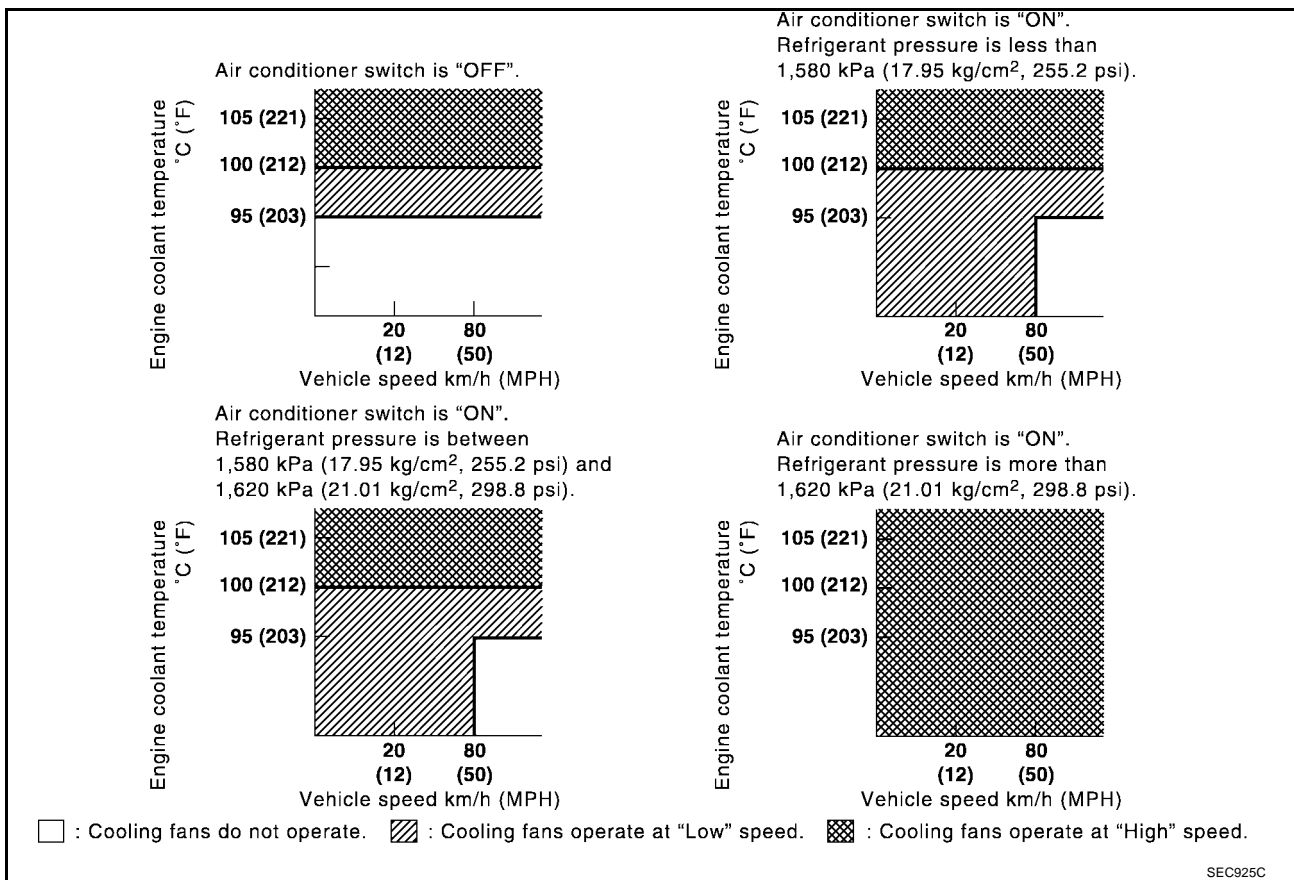 Air conditioner switch is “OFF”.
Engine coolant temperature
˚C (˚F)
105 (221)
100 (212)
95 (203)
20
(12)
80
(50)
Vehicle speed km/h (MPH)
Air conditioner switch is “ON”.
Refrigerant pressure is less than
1,580 kPa (17.95 kg/cm², 255.2 psi).
Engine coolant temperature
˚C (˚F)
105 (221)
100 (212)
95 (203)
20
(12)
80
(50)
Vehicle speed km/h (MPH)
Air conditioner switch is “ON”.
Refrigerant pressure is between
1,580 kPa (17.95 kg/cm², 255.2 psi) and
1,620 kPa (21.01 kg/cm², 298.8 psi).
Engine coolant temperature
˚C (˚F)
105 (221)
100 (212)
95 (203)
20
(12)
80
(50)
Vehicle speed km/h (MPH)
Air conditioner switch is “ON”.
Refrigerant pressure is more than
1,620 kPa (21.01 kg/cm², 298.8 psi).
Engine coolant temperature
˚C (˚F)
105 (221)
100 (212)
95 (203)
20
(12)
80
(50)
Vehicle speed km/h (MPH)
: Cooling fans do not operate.
: Cooling fans operate at “Low” speed.
: Cooling fans operate at “High” speed.
SEC925C